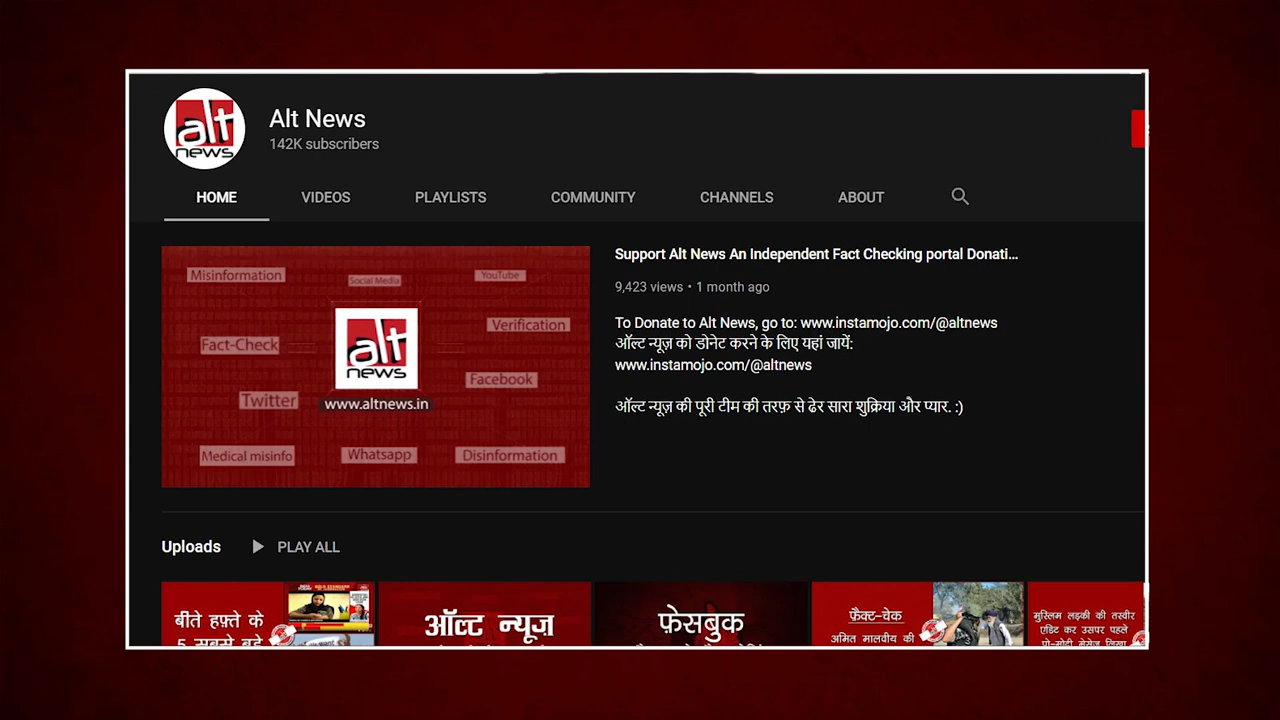 alt
news
Alt News
142K subscribers
HOME VIDEOS PLAYLISTS COMMUNITY CHANNELS ABOUT
Misinformation
Social Media
YouTube
Verification
Fact-Check
alt
news
Facebook
Twitter
www.altnews.in
Medical misinfo
Whatsapp
Disinformation
Support Alt News An Independent Fact Checking portal Donati...
9,423 views • 1 month ago
To Donate to Alt News, go to: www.instamojo.com/@altnews
ऑल्ट न्यूज़ को डोनेट करने के लिए यहां जायें:
www.instamojo.com/@altnews
ऑल्ट न्यूज़ की पूरी टीम की तरफ़ से ढेर सारा शुक्रिया और प्यार. :)
Uploads PLAY ALL
बीते हफ़्ते के
5 सबसे बड़े
ऑल्ट न्यूज़
फ़ेसबुक
फ़ैक्ट-चेक
अमित मालवीय की
मुस्लिम लड़की की तस्वीर
एडिट कर उसपर पहले
प्रो-मोदी मेसेज लिखा